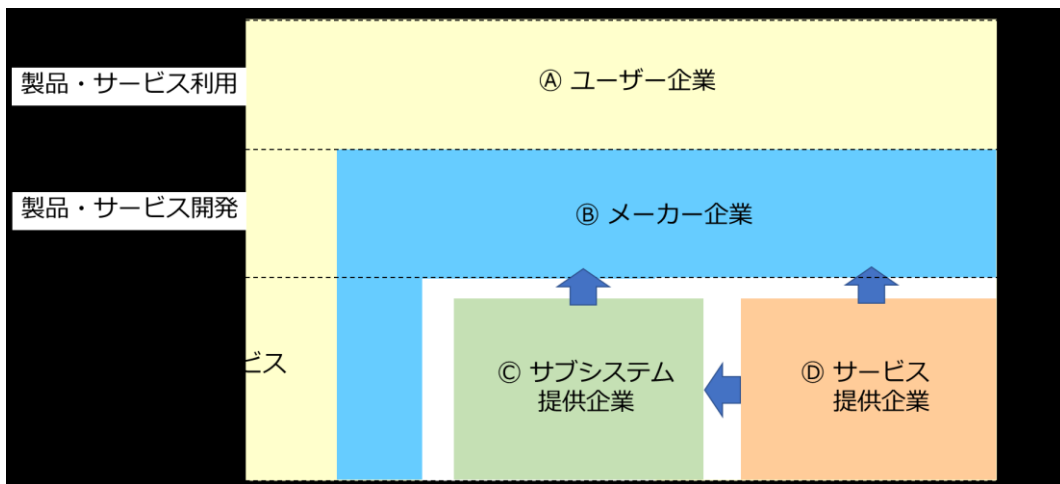 製品・サービス利用
Ⓐ ユーザー企業
製品・サービス開発
Ⓑ メーカー企業
ビス
Ⓒ サブシステム
提供企業
Ⓓ サービス
提供企業